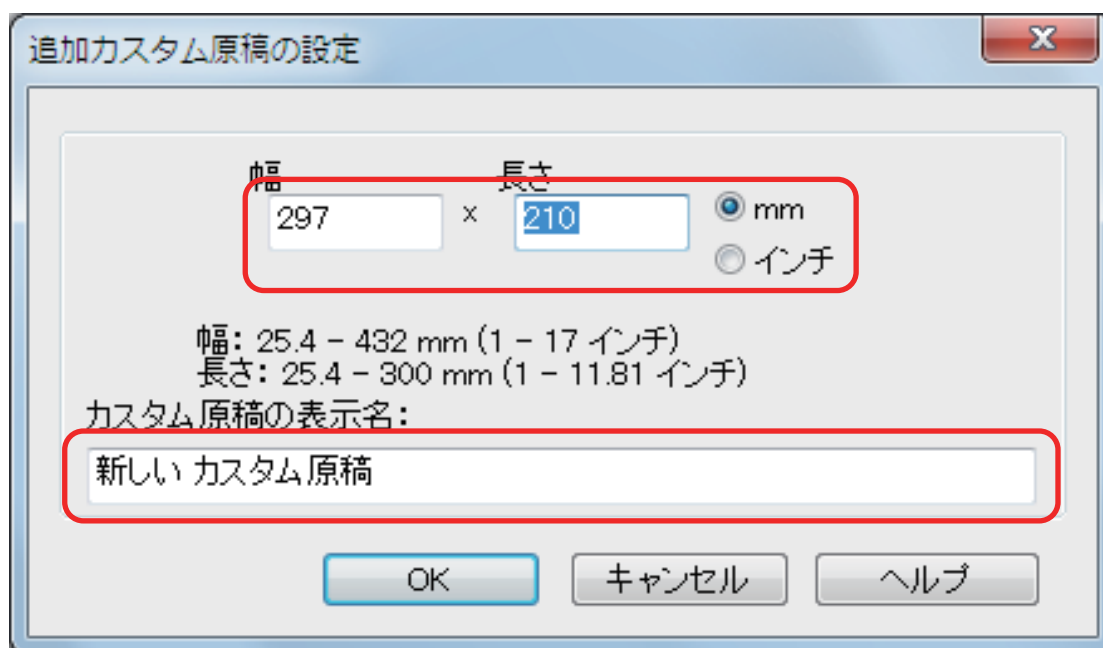 追加カスタム原稿の設定
幅 長さ
297 x 210 mm
インチ
幅: 25.4 - 432 mm (1 - 17 インチ)
長さ: 25.4 - 300 mm (1 - 11.81 インチ)
カスタム原稿の表示名:
新しい カスタム原稿
OK キャンセル ヘルプ